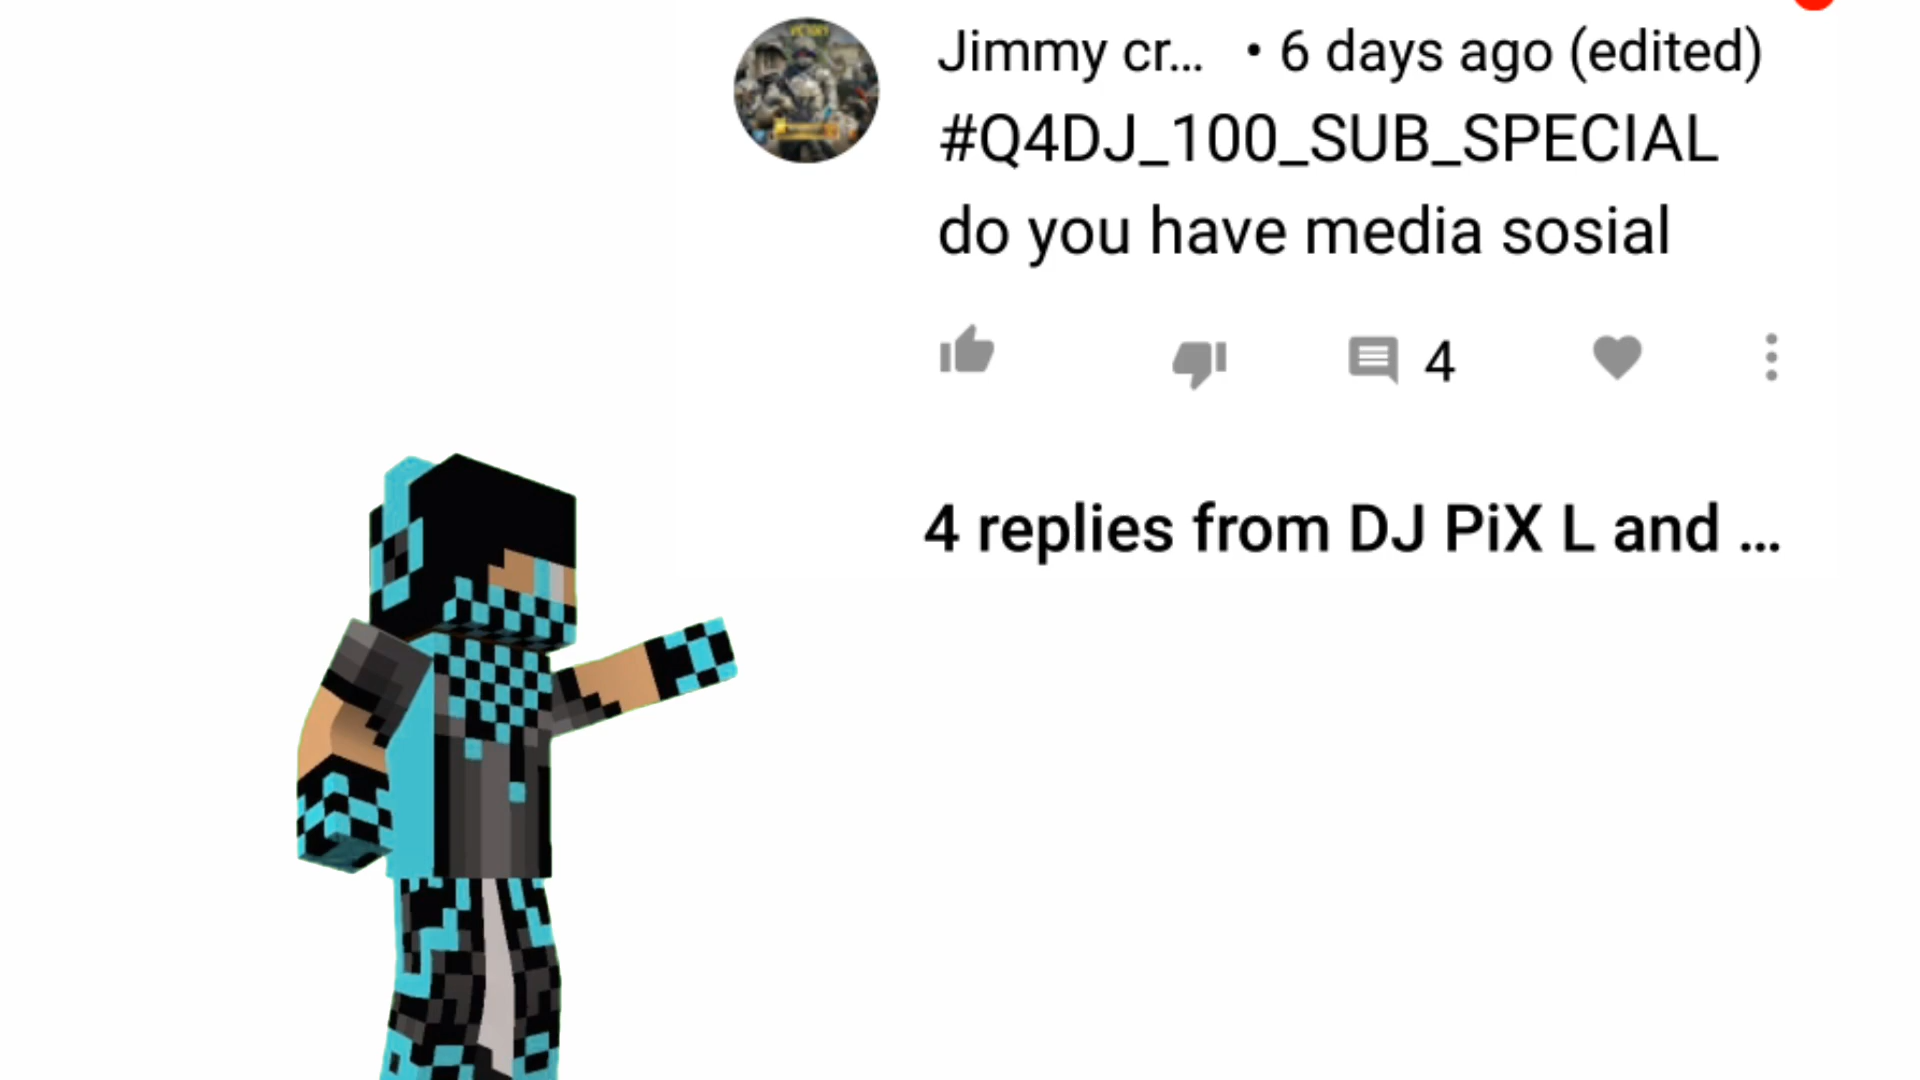 Jimmy cr... • 6 days ago (edited)
#Q4DJ_100_SUB_SPECIAL
do you have media sosial
4
4 replies from DJ PiX L and ...